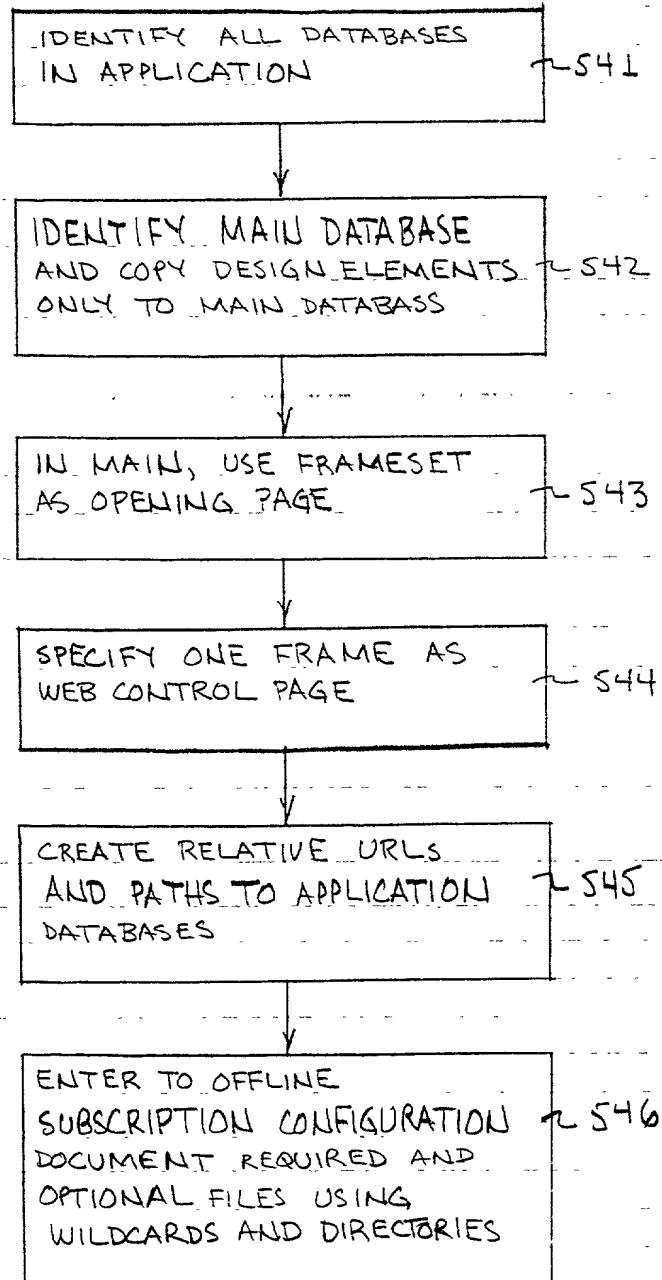 IDENTIFY ALL DATABASES
IN APPLICATION
541
IDENTIFY MAIN DATABASE
AND COPY DESIGN ELEMENTS
ONLY TO MAIN DATABASS
542
IN MAIN, USE FRAMESET
AS OPENING PAGE
543
SPECIFY ONE FRAME AS
WEB CONTROL PAGE
544
CREATE RELATIVE URLs
AND PATHS TO APPLICATION
DATABASES
545
ENTER TO OFFLINE
SUBSCRIPTION CONFIGURATION
DOCUMENT REQUIRED AND
OPTIONAL FILES USING
WILDCARDS AND DIRECTORIES
546